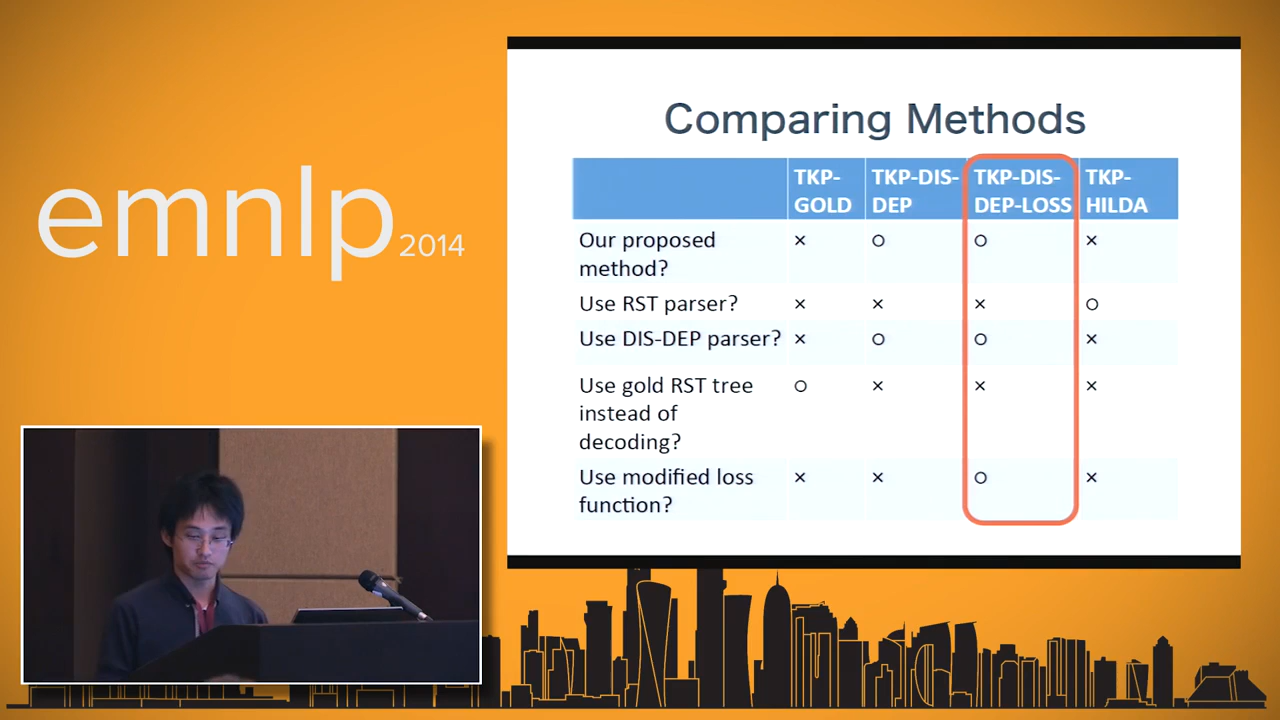 emnlp 2014
Comparing Methods
TKP-GOLD TKP-DIS-DEP TKP-DIS-DEP-LOSS TKP-HILDA
Our proposed method? × ○ ○ ×
Use RST parser? × × × ○
Use DIS-DEP parser? × ○ ○ ×
Use gold RST tree instead of decoding? ○ × × ×
Use modified loss function? × × ○ ×